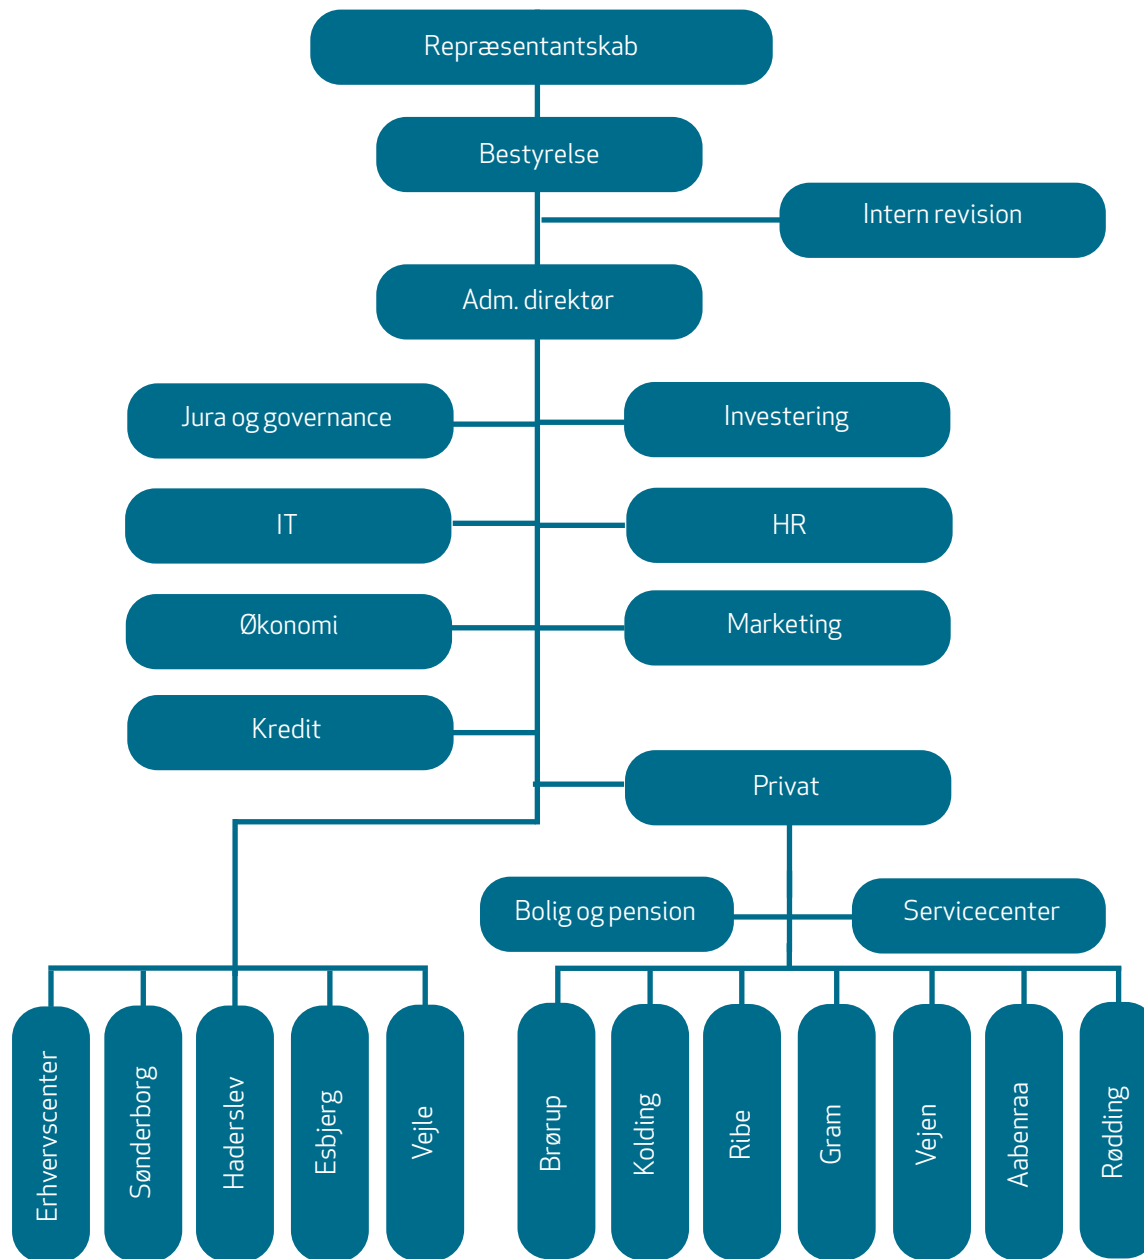 Repræsentantskab
Bestyrelse
Intern revision
Adm. direktør
Jura og governance
Investering
IT
HR
Økonomi
Marketing
Kredit
Privat
Bolig og pension
Servicecenter
Erhvervscenter
Sønderborg
Haderslev
Esbjerg
Vejle
Brørup
Kolding
Ribe
Gram
Vejen
Aabenraa
Rødding